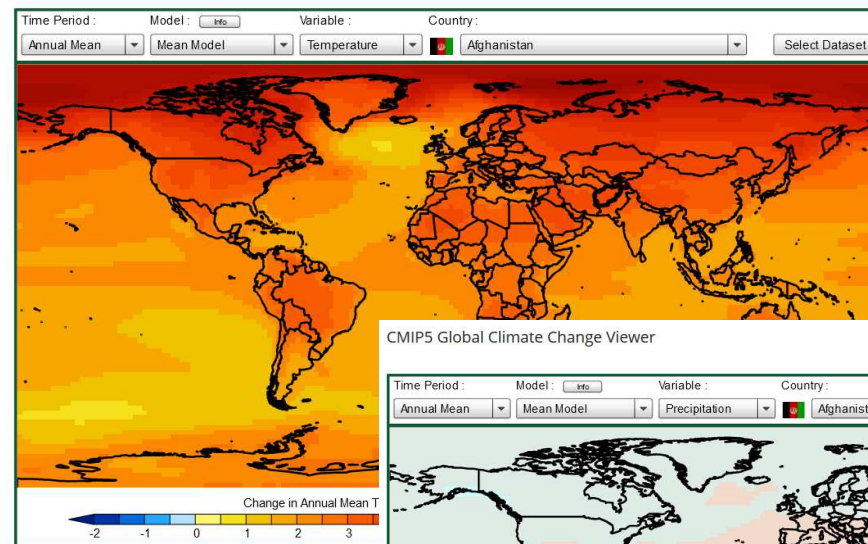 Time Period : Model : Info Variable : Country :
Annual Mean Mean Model Temperature Afghanistan Select Dataset
CMIP5 Global Climate Change Viewer
Time Period : Model : Info Variable : Country :
Annual Mean Mean Model Precipitation Afghanist
Change in Annual Mean T
-2 -1 0 1 2 3